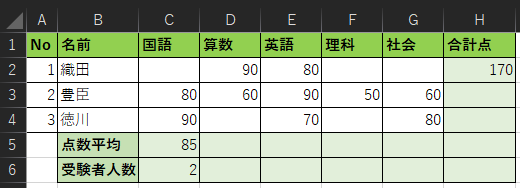 A B C D E F G H
1 No 名前 国語 算数 英語 理科 社会 合計点
2 1 織田 90 80 170
3 2 豊臣 80 60 90 50 60
4 3 徳川 90 70 80
5 点数平均 85
6 受験者人数 2